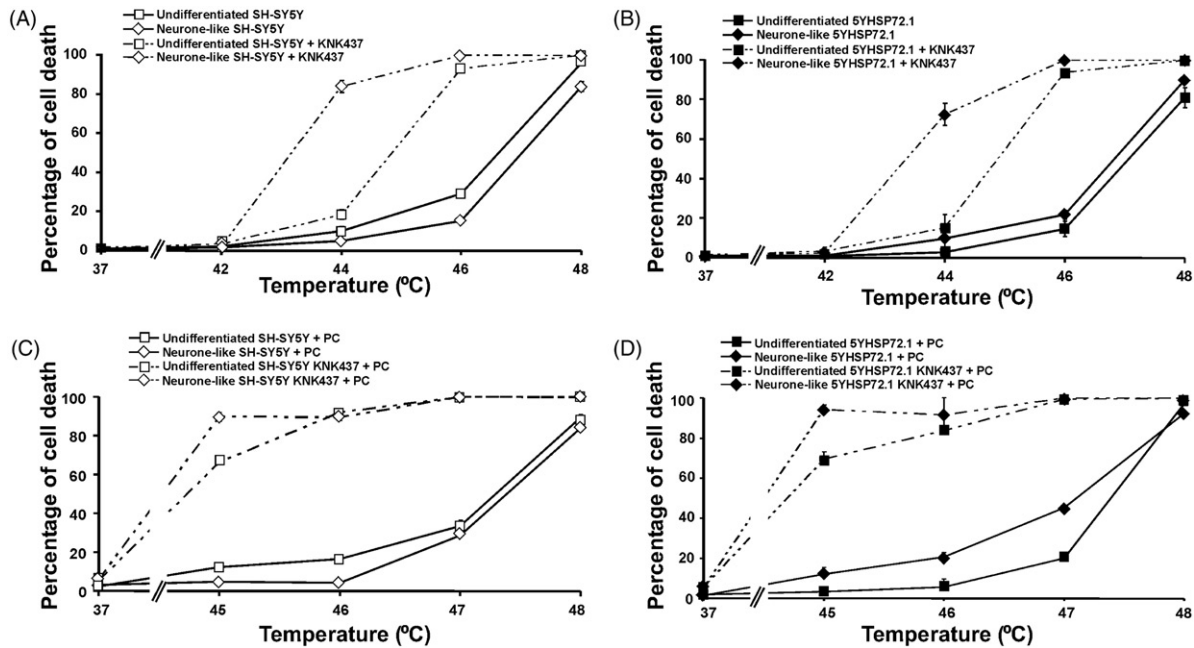 (A)
Undifferentiated SH-SY5Y
Neurone-like SH-SY5Y
Undifferentiated SH-SY5Y + KNK437
Neurone-like SH-SY5Y + KNK437
Percentage of cell death
100
80
60
40
20
0
37
42
44
46
48
Temperature (ºC)
(B)
Undifferentiated 5YHSP72.1
Neurone-like 5YHSP72.1
Undifferentiated 5YHSP72.1 + KNK437
Neurone-like 5YHSP72.1 + KNK437
Percentage of cell death
100
80
60
40
20
0
37
42
44
46
48
Temperature (ºC)
(C)
Undifferentiated SH-SY5Y + PC
Neurone-like SH-SY5Y + PC
Undifferentiated SH-SY5Y KNK437 + PC
Neurone-like SH-SY5Y KNK437 + PC
Percentage of cell death
100
80
60
40
20
0
37
45
46
47
48
Temperature (ºC)
(D)
Undifferentiated 5YHSP72.1 + PC
Neurone-like 5YHSP72.1 + PC
Undifferentiated 5YHSP72.1 KNK437 + PC
Neurone-like 5YHSP72.1 KNK437 + PC
Percentage of cell death
100
80
60
40
20
0
37
45
46
47
48
Temperature (ºC)